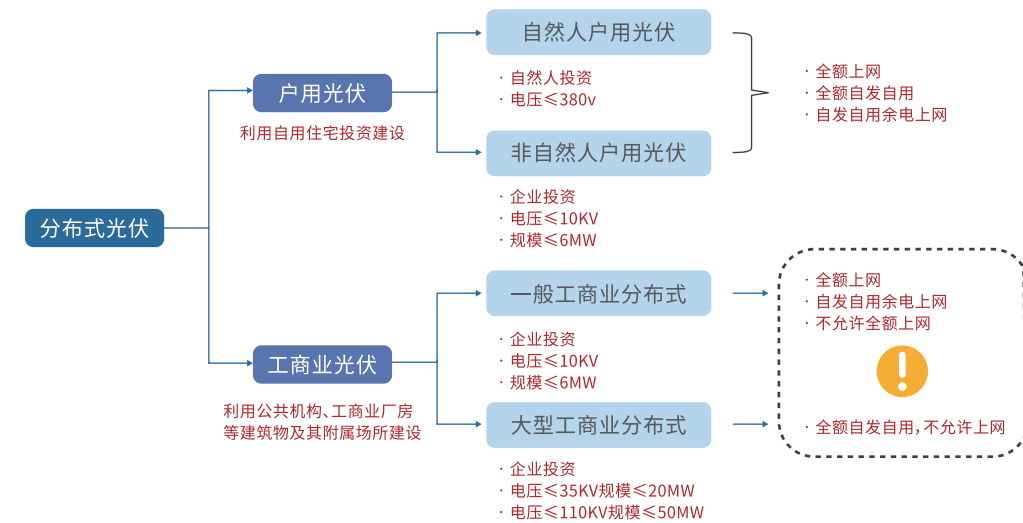 分布式光伏
户用光伏
利用自用住宅投资建设
自然人户用光伏
· 自然人投资
· 电压≤380v
非自然人户用光伏
· 企业投资
· 电压≤10KV
· 规模≤6MW
· 全额上网
· 全额自发自用
· 自发自用余电上网
工商业光伏
利用公共机构、工商业厂房
等建筑物及其附属场所建设
一般工商业分布式
· 企业投资
· 电压≤10KV
· 规模≤6MW
· 全额上网
· 自发自用余电上网
· 不允许全额上网
大型工商业分布式
· 企业投资
· 电压≤35KV规模≤20MW
· 电压≤110KV规模≤50MW
· 全额自发自用,不允许上网